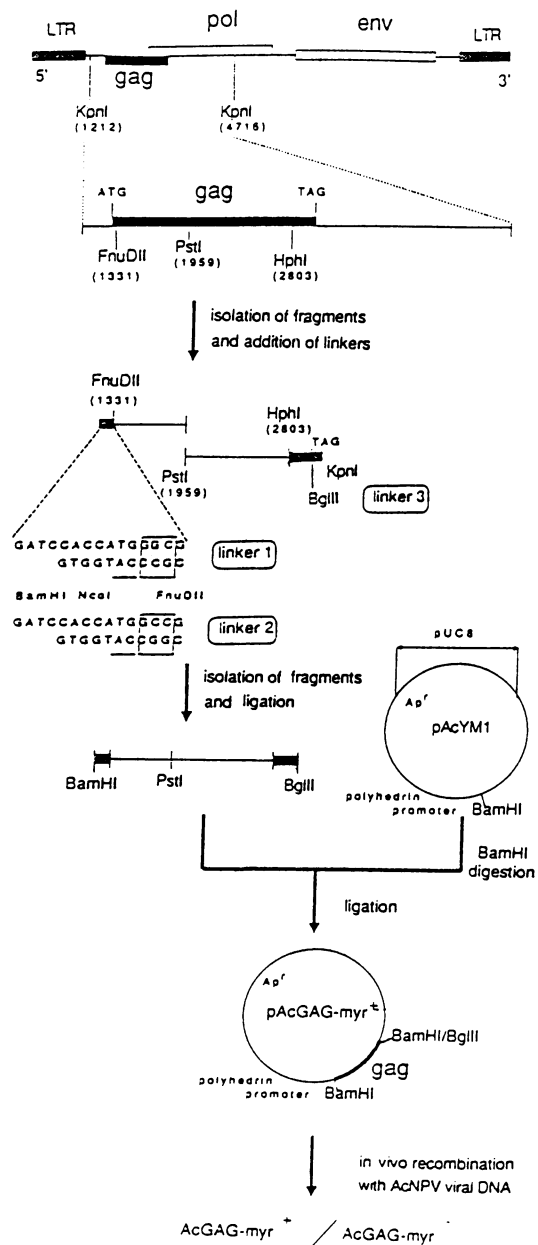 LTR
pol
env
LTR
5'
gag
3'
KpnI
(1212)
KpnI
(4716)
ATG
gag
TAG
FnuDII
(1331)
PstI
(1959)
HphI
(2803)
isolation of fragments
and addition of linkers
FnuDII
(1331)
HphI
(2803)
TAG
KpnI
PstI
(1959)
BglII
linker 3
GATCCACCATGGGCG
GTGGTACCCGC
linker 1
BamHI NcoI FnuDII
GATCCACCATGGCCG
GTGGTACCGGC
linker 2
pUC8
isolation of fragments
and ligation
Apʳ
pAcYM1
BamHI
PstI
BglII
polyhedrin
promoter
BamHI
BamHI
digestion
ligation
Apʳ
pAcGAG-myr±
BamHI/BglII
gag
polyhedrin
promoter
BamHI
in vivo recombination
with AcNPV viral DNA
AcGAG-myr⁺ / AcGAG-myr⁻